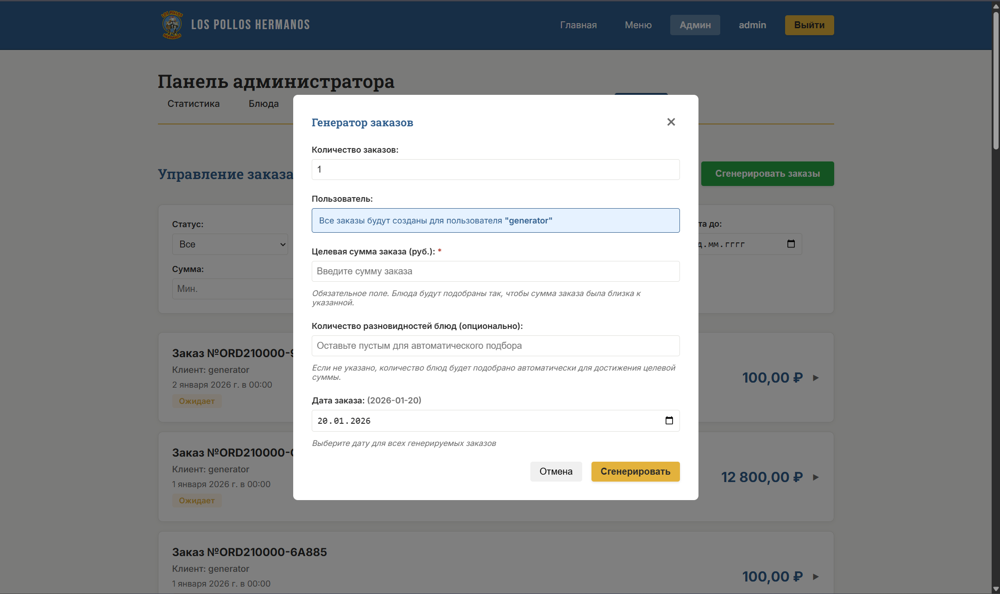 LOS POLLOS
HERMANOS
LOS POLLOS HERMANOS
Главная
Меню
Админ
admin
Выйти
Панель администратора
Статистика
Блюда
Управление заказа
Сгенерировать заказы
Статус:
Все
Сумма:
Мин.
та до:
д.мм.гггг
Генератор заказов
Количество заказов:
1
Пользователь:
Все заказы будут созданы для пользователя "generator"
Целевая сумма заказа (руб.): *
Введите сумму заказа
Обязательное поле. Блюда будут подобраны так, чтобы сумма заказа была близка к
указанной.
Количество разновидностей блюд (опционально):
Оставьте пустым для автоматического подбора
Если не указано, количество блюд будет подобрано автоматически для достижения целевой
суммы.
Дата заказа: (2026-01-20)
20.01.2026
Выберите дату для всех генерируемых заказов
Отмена
Сгенерировать
Заказ №ORD210000-9
Клиент: generator
2 января 2026 г. в 00:00
Ожидает
100,00 ₽
Заказ №ORD210000-
Клиент: generator
1 января 2026 г. в 00:00
Ожидает
12 800,00 ₽
Заказ №ORD210000-6A885
Клиент: generator
1 января 2026 г. в 00:00
100,00 ₽